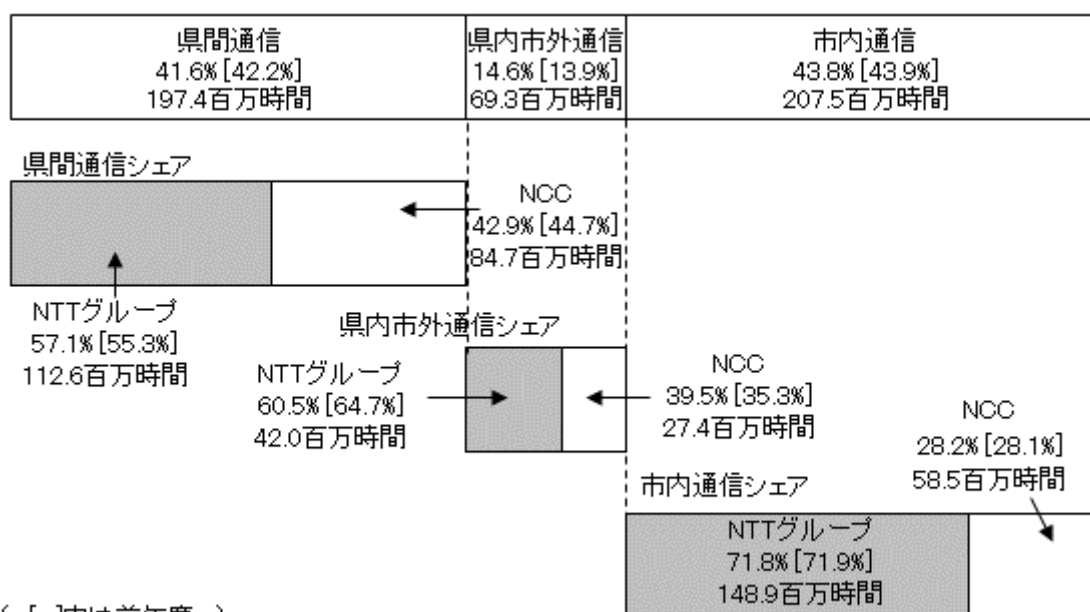 県間通信
41.6%[42.2%]
197.4百万時間
県内市外通信
14.6%[13.9%]
69.3百万時間
市内通信
43.8%[43.9%]
207.5百万時間
県間通信シェア
NCC
42.9%[44.7%]
84.7百万時間
NTTグループ
57.1%[55.3%]
112.6百万時間
県内市外通信シェア
NTTグループ
60.5%[64.7%]
42.0百万時間
NCC
39.5%[35.3%]
27.4百万時間
NCC
28.2%[28.1%]
58.5百万時間
市内通信シェア
NTTグループ
71.8%[71.9%]
148.9百万時間